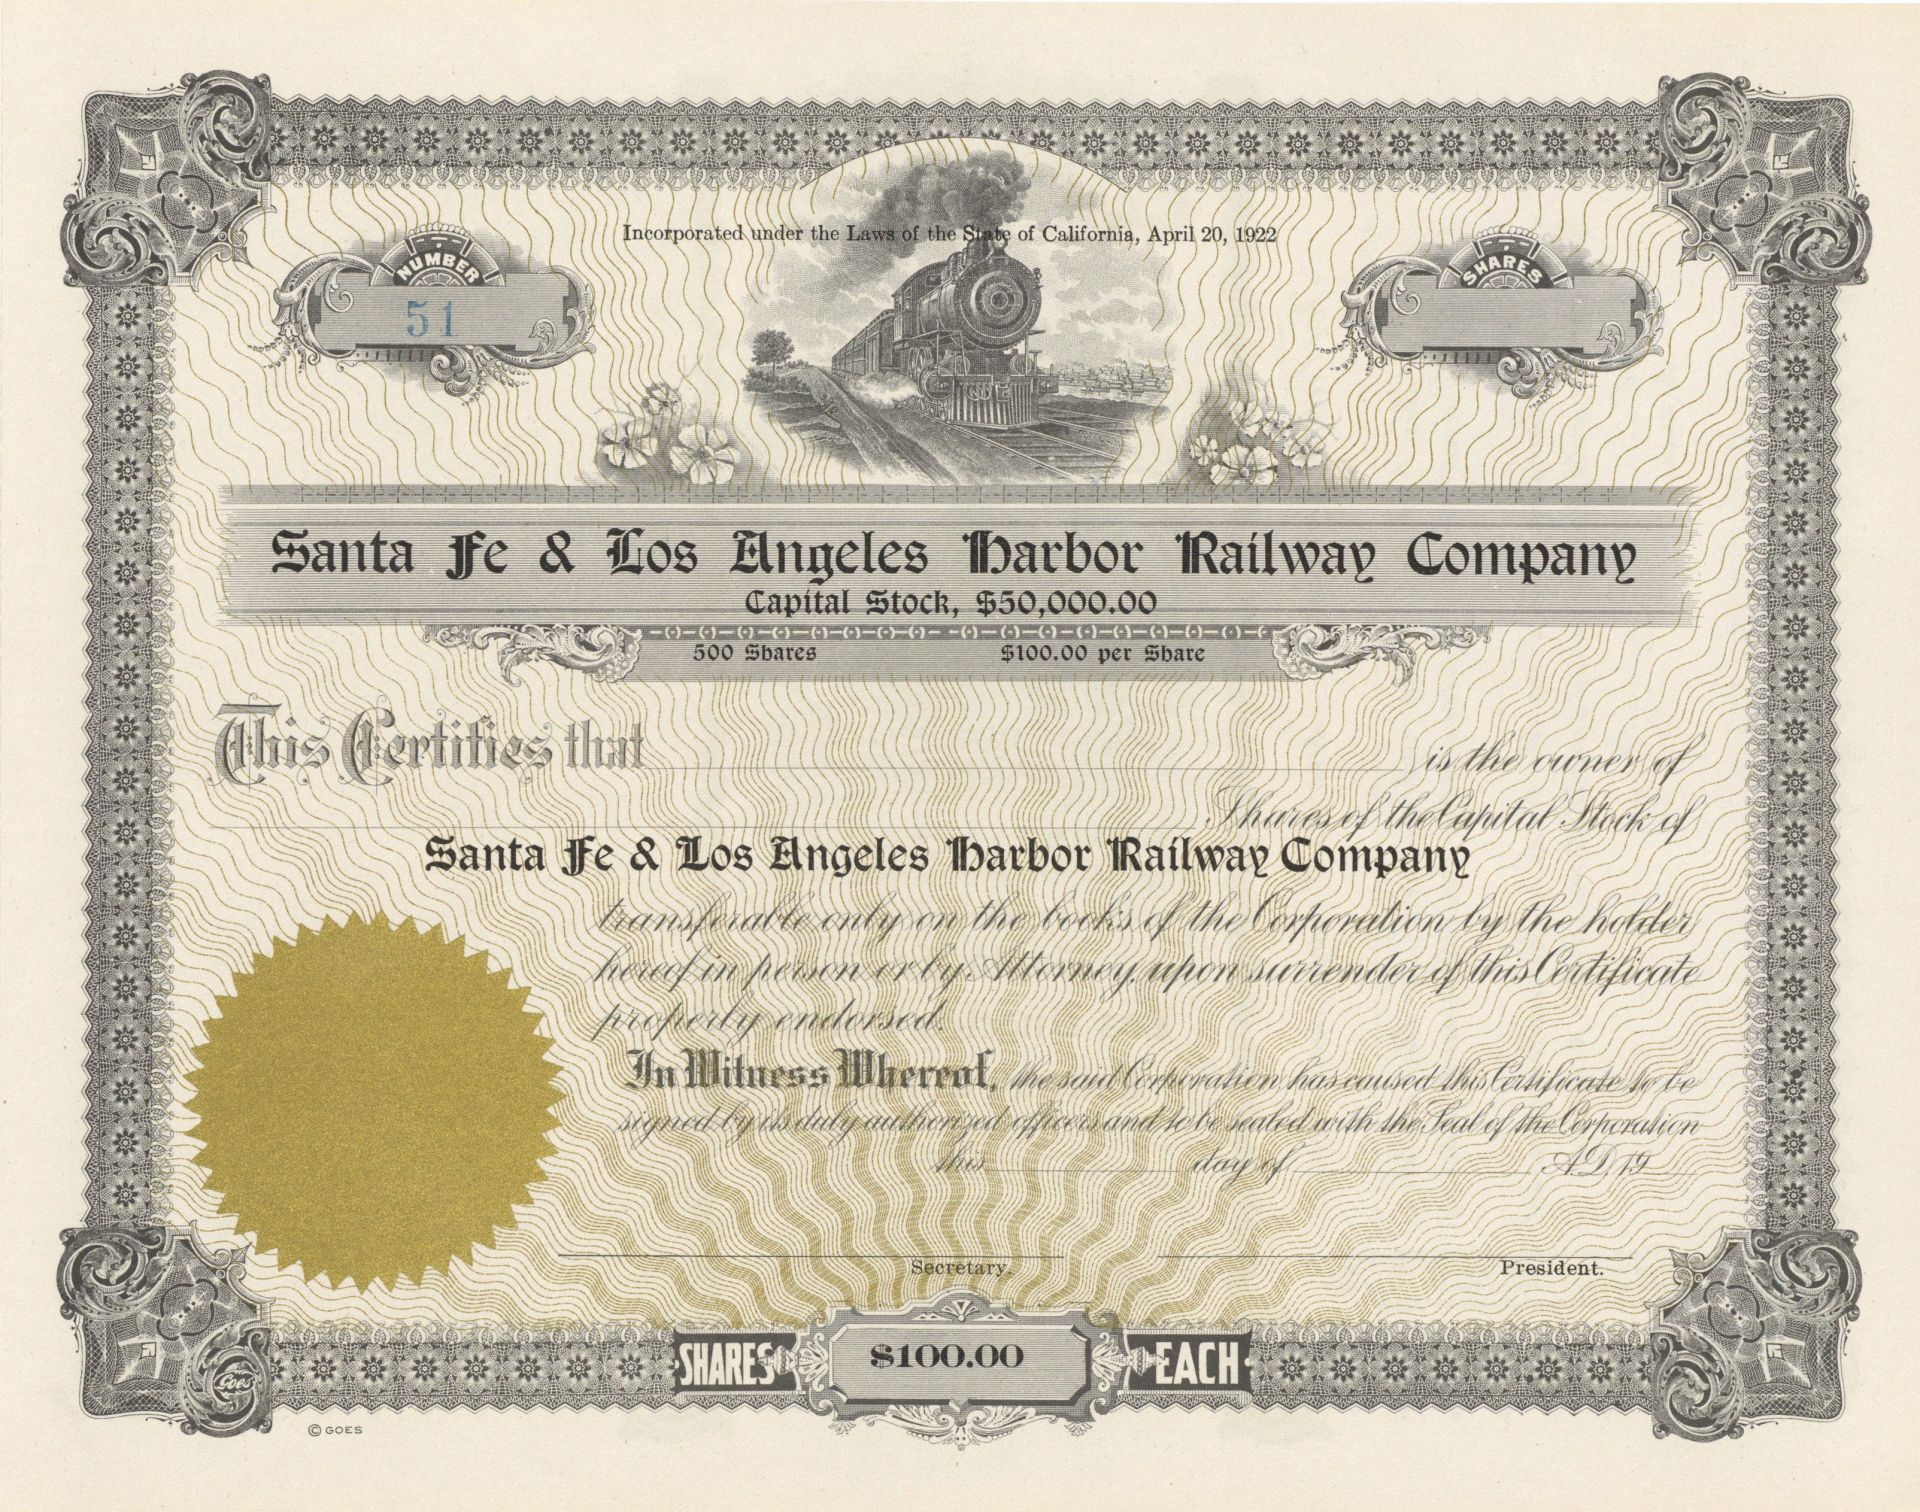 Incorporated under the Laws of the State of California, April 20, 1922
NUMBER
51
SHARES
Santa Fe & Los Angeles Harbor Railway Company
Capital Stock, $50,000.00
500 Shares $100.00 per Share
This Certifies that is the owner of
Shares of the Capital Stock of
Santa Fe & Los Angeles Harbor Railway Company
transferable only on the books of the Corporation by the holder
hereof in person or by Attorney, upon surrender of this Certificate
properly endorsed.
In Witness Whereof, the said Corporation has caused this Certificate to be
signed by its duly authorized officers and to be sealed with the Seal of the Corporation
this day of A.D. 19
Secretary. President.
SHARES $100.00 EACH
Goes
© GOES